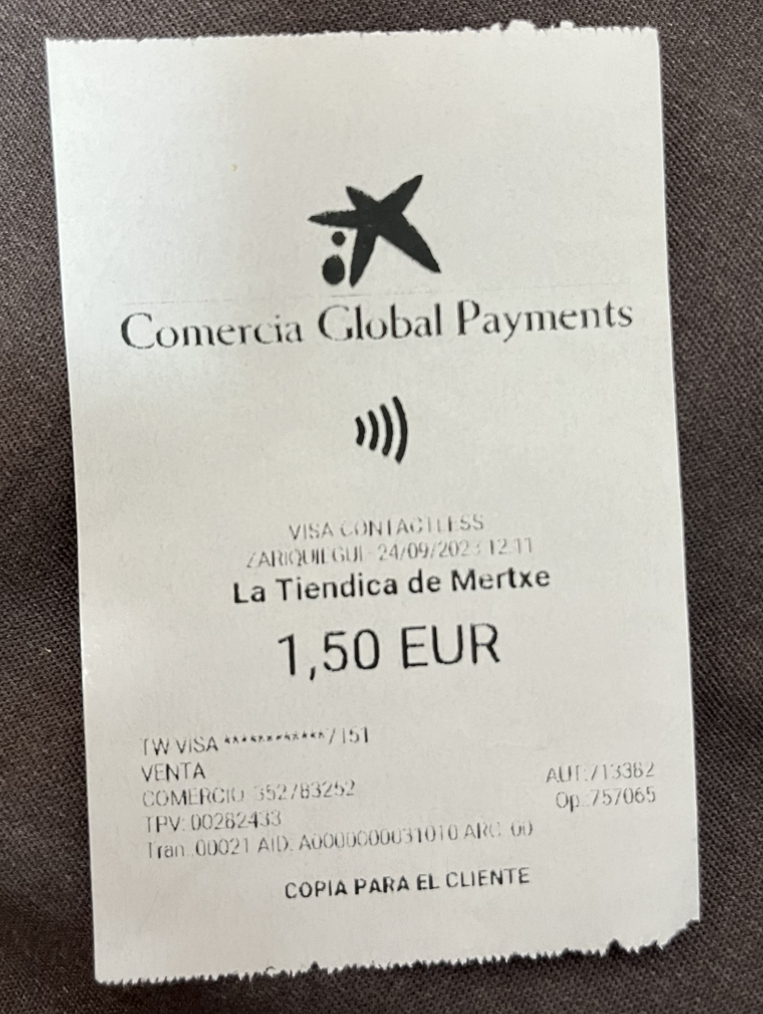 Comercia Global Payments
VISA CONTACTLESS
ZARIQUIEGUI 24/09/2023 12:11
La Tiendica de Mertxe
1,50 EUR
TW VISA ************7151
VENTA
COMERCIO 352783252
AUT:713362
TPV: 00282433
Op.:757065
Tran.:00021 AID: A0000000031010 ARC: 00
COPIA PARA EL CLIENTE